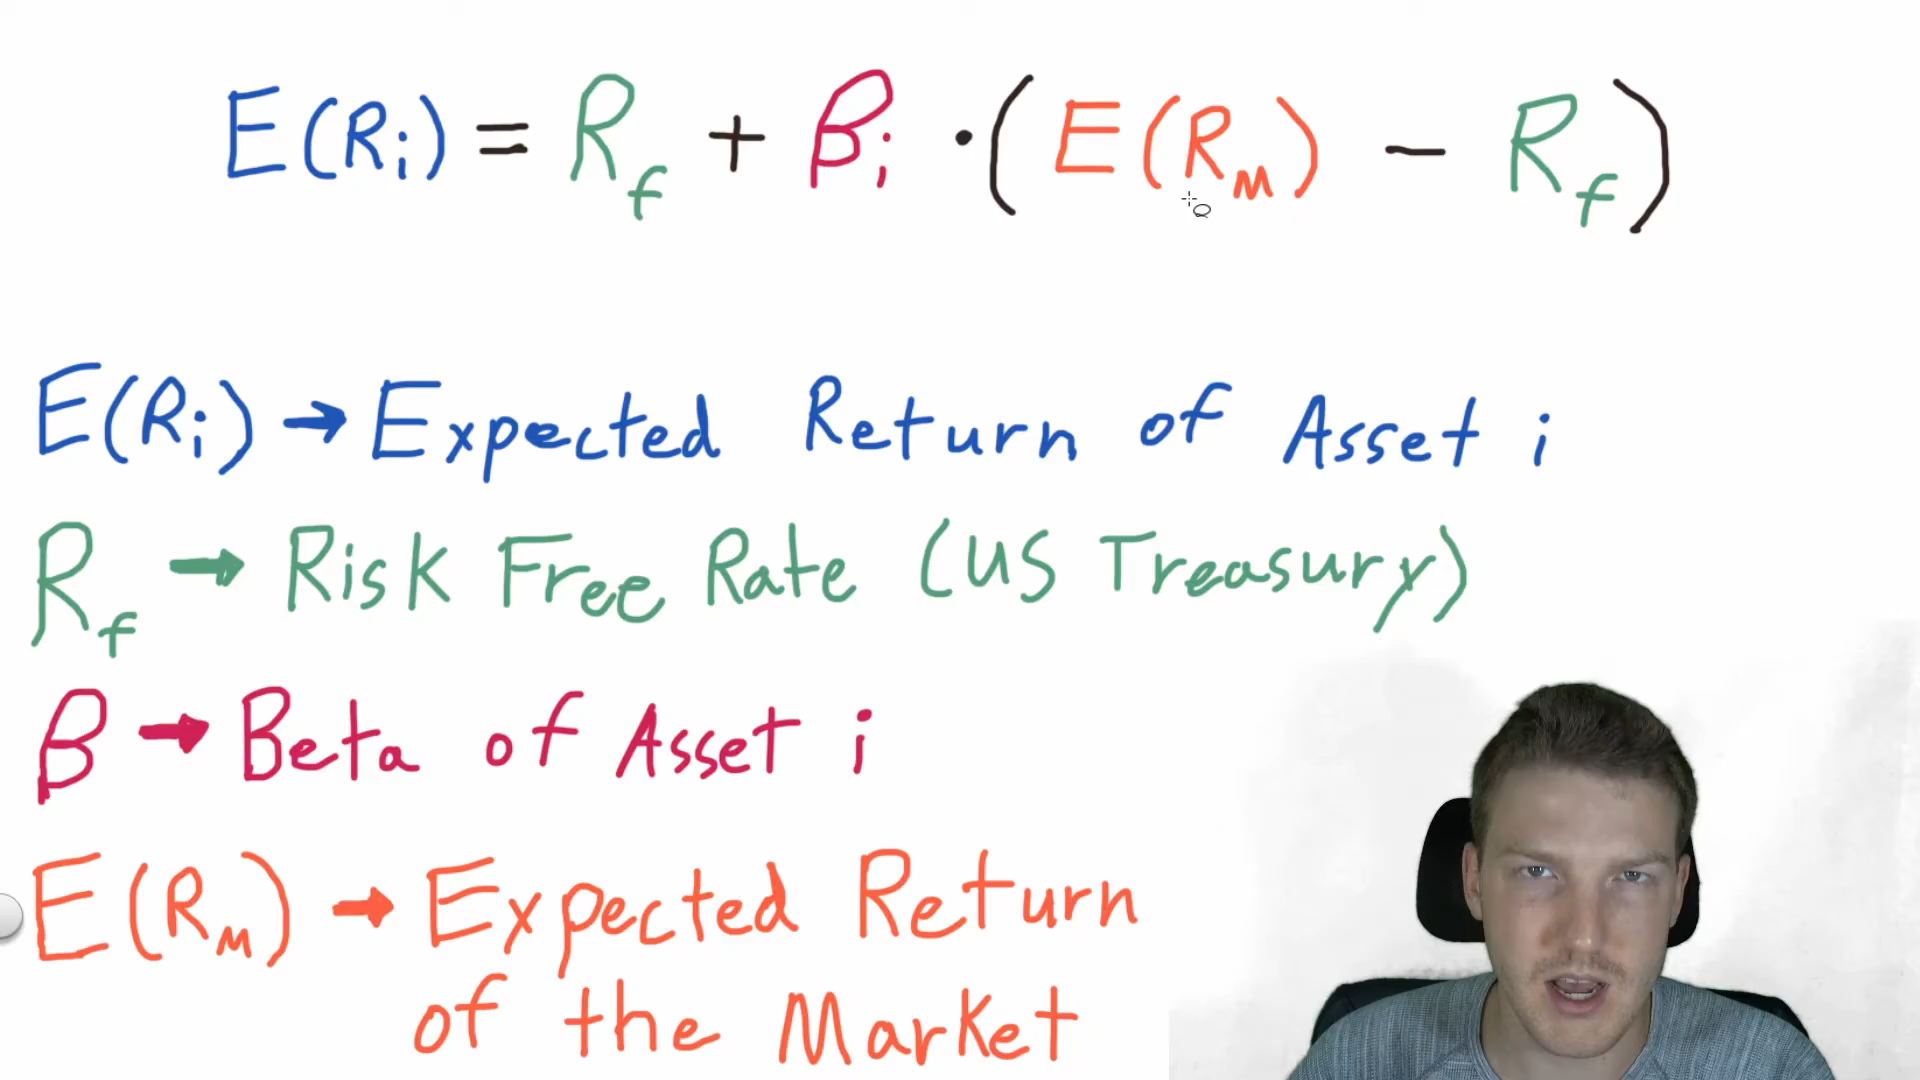 E(Ri) = Rf + βi · (E(RM) − Rf)
E(Ri) → Expected Return of Asset i
Rf → Risk Free Rate (US Treasury)
β → Beta of Asset i
E(RM) → Expected Return
of the Market